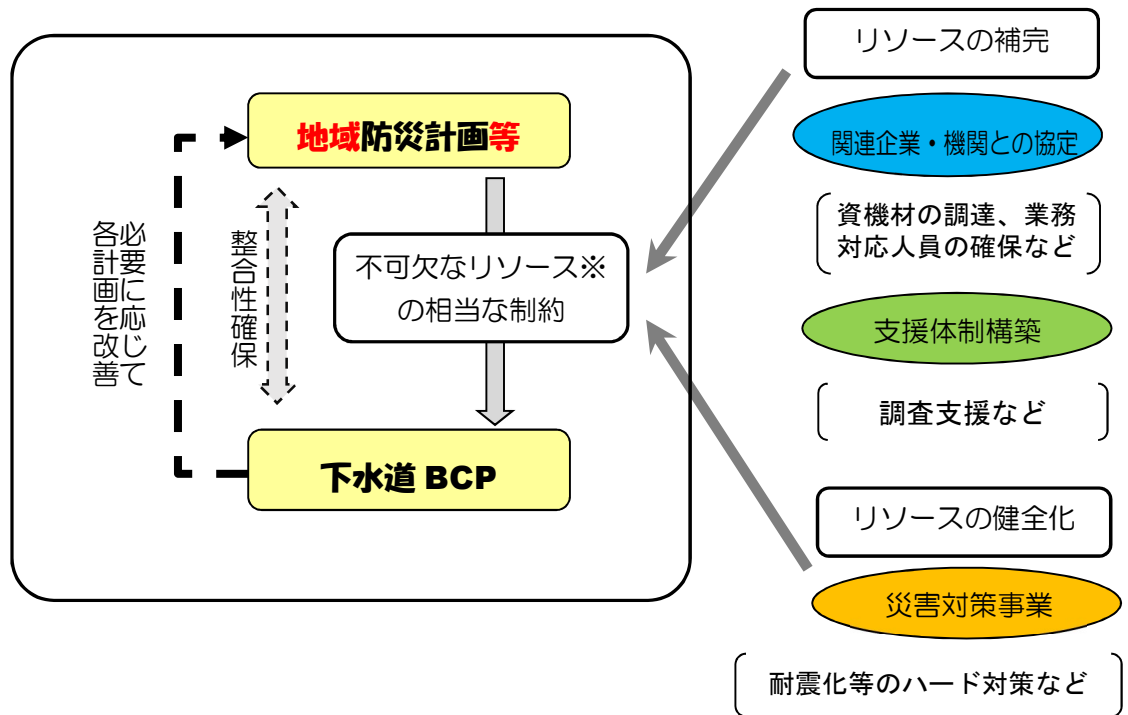 地域防災計画等
必要に応じて
各計画を改善
整合性確保
不可欠なリソース※
の相当な制約
下水道 BCP
リソースの補完
関連企業・機関との協定
資機材の調達、業務
対応人員の確保など
支援体制構築
調査支援など
リソースの健全化
災害対策事業
耐震化等のハード対策など